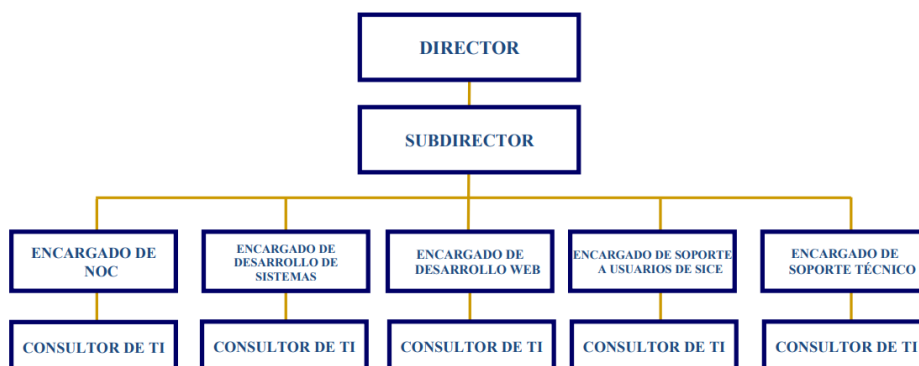 DIRECTOR
SUBDIRECTOR
ENCARGADO DE
NOC
ENCARGADO DE
DESARROLLO DE
SISTEMAS
ENCARGADO DE
DESARROLLO WEB
ENCARGADO DE SOPORTE
A USUARIOS DE SICE
ENCARGADO DE
SOPORTE TÉCNICO
CONSULTOR DE TI
CONSULTOR DE TI
CONSULTOR DE TI
CONSULTOR DE TI
CONSULTOR DE TI